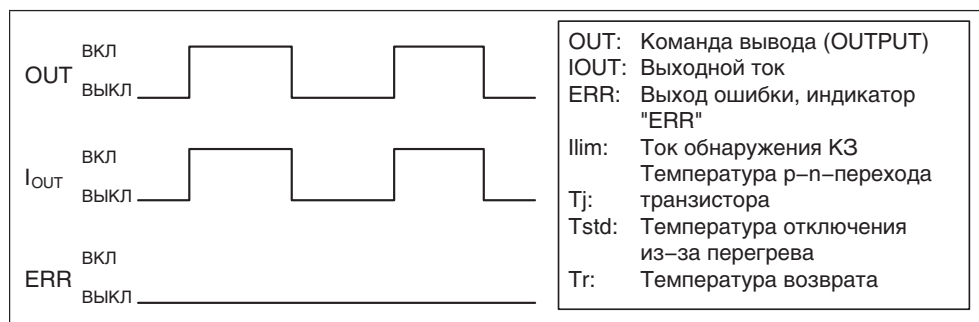 OUT
ВКЛ
ВЫКЛ
IOUT
ВКЛ
ВЫКЛ
ERR
ВКЛ
ВЫКЛ
OUT: Команда вывода (OUTPUT)
IOUT: Выходной ток
ERR: Выход ошибки, индикатор
"ERR"
Ilim: Ток обнаружения КЗ
Температура p–n–перехода
Tj: транзистора
Tstd: Температура отключения
из–за перегрева
Tr: Температура возврата